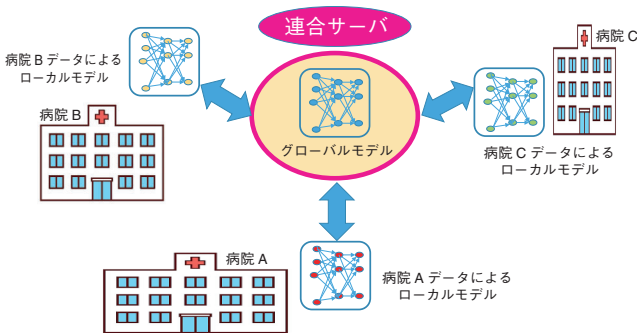 連合サーバ
病院 B データによる
ローカルモデル
病院 C
病院 B
グローバルモデル
病院 C データによる
ローカルモデル
病院 A
病院 A データによる
ローカルモデル